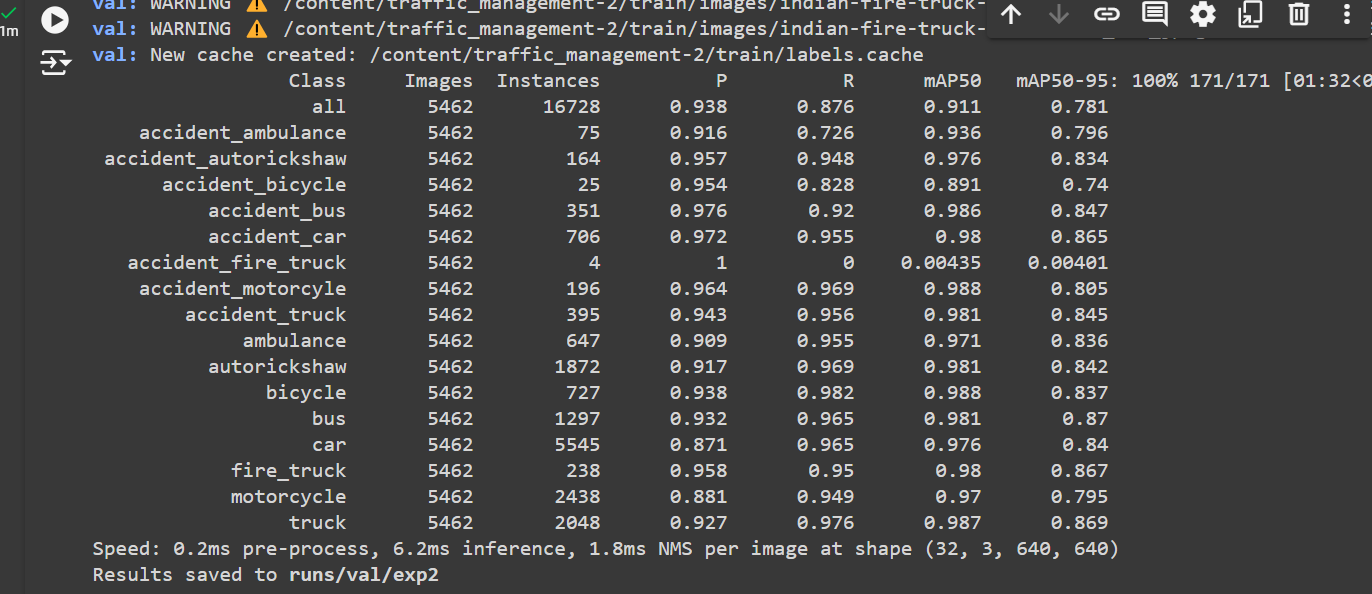 val: WARNING ⚠ /content/traffic_management-2/train/images/indian-fire-truck-
1m val: WARNING ⚠ /content/traffic_management-2/train/images/indian-fire-truck-
val: New cache created: /content/traffic_management-2/train/labels.cache
Class Images Instances P R mAP50 mAP50-95: 100% 171/171 [01:32<0
all 5462 16728 0.938 0.876 0.911 0.781
accident_ambulance 5462 75 0.916 0.726 0.936 0.796
accident_autorickshaw 5462 164 0.957 0.948 0.976 0.834
accident_bicycle 5462 25 0.954 0.828 0.891 0.74
accident_bus 5462 351 0.976 0.92 0.986 0.847
accident_car 5462 706 0.972 0.955 0.98 0.865
accident_fire_truck 5462 4 1 0 0.00435 0.00401
accident_motorcyle 5462 196 0.964 0.969 0.988 0.805
accident_truck 5462 395 0.943 0.956 0.981 0.845
ambulance 5462 647 0.909 0.955 0.971 0.836
autorickshaw 5462 1872 0.917 0.969 0.981 0.842
bicycle 5462 727 0.938 0.982 0.988 0.837
bus 5462 1297 0.932 0.965 0.981 0.87
car 5462 5545 0.871 0.965 0.976 0.84
fire_truck 5462 238 0.958 0.95 0.98 0.867
motorcycle 5462 2438 0.881 0.949 0.97 0.795
truck 5462 2048 0.927 0.976 0.987 0.869
Speed: 0.2ms pre-process, 6.2ms inference, 1.8ms NMS per image at shape (32, 3, 640, 640)
Results saved to runs/val/exp2